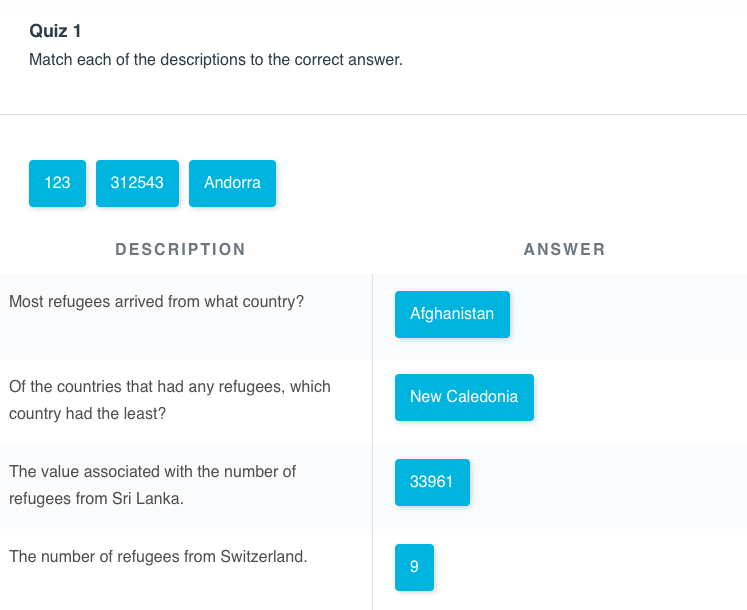 Quiz 1
Match each of the descriptions to the correct answer.
123 312543 Andorra
DESCRIPTION ANSWER
Most refugees arrived from what country? Afghanistan
Of the countries that had any refugees, which
country had the least? New Caledonia
The value associated with the number of
refugees from Sri Lanka. 33961
The number of refugees from Switzerland. 9